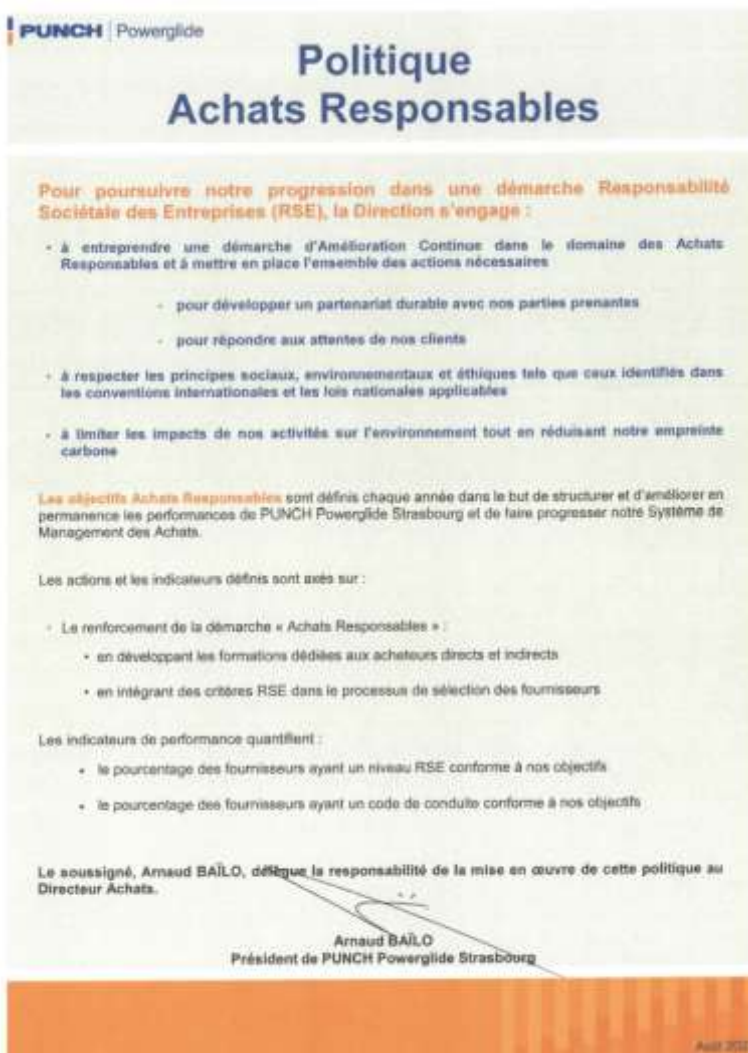 PUNCH | Powerglide
Politique
Achats Responsables
Pour poursuivre notre progression dans une démarche Responsabilité
Sociétale des Entreprises (RSE), la Direction s'engage :
• à entreprendre une démarche d'Amélioration Continue dans le domaine des Achats
Responsables et à mettre en place l'ensemble des actions nécessaires
- pour développer un partenariat durable avec nos parties prenantes
- pour répondre aux attentes de nos clients
• à respecter les principes sociaux, environnementaux et éthiques tels que ceux identifiés dans
les conventions internationales et les lois nationales applicables
• à limiter les impacts de nos activités sur l'environnement tout en réduisant notre empreinte
carbone
Les objectifs Achats Responsables sont définis chaque année dans le but de structurer et d'améliorer en
permanence les performances de PUNCH Powerglide Strasbourg et de faire progresser notre Système de
Management des Achats.
Les actions et les indicateurs définis sont axés sur :
- Le renforcement de la démarche « Achats Responsables » :
• en développant les formations dédiées aux acheteurs directs et indirects
• en intégrant des critères RSE dans le processus de sélection des fournisseurs
Les indicateurs de performance quantifient :
• le pourcentage des fournisseurs ayant un niveau RSE conforme à nos objectifs
• le pourcentage des fournisseurs ayant un code de conduite conforme à nos objectifs
Le soussigné, Arnaud BAÏLO, délègue la responsabilité de la mise en œuvre de cette politique au
Directeur Achats.
Arnaud BAÏLO
Président de PUNCH Powerglide Strasbourg
Août